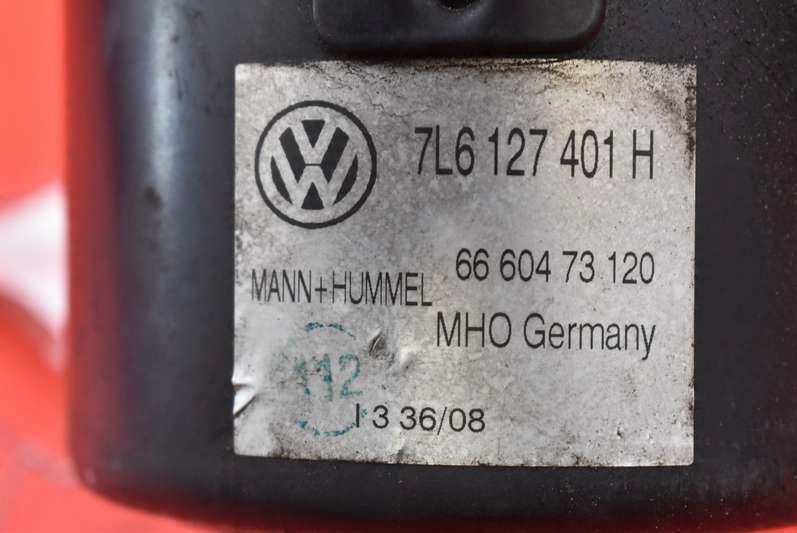 7L6 127 401 H
66 604 73 120
MANN+HUMMEL
MHO Germany
112
I 3 36/08